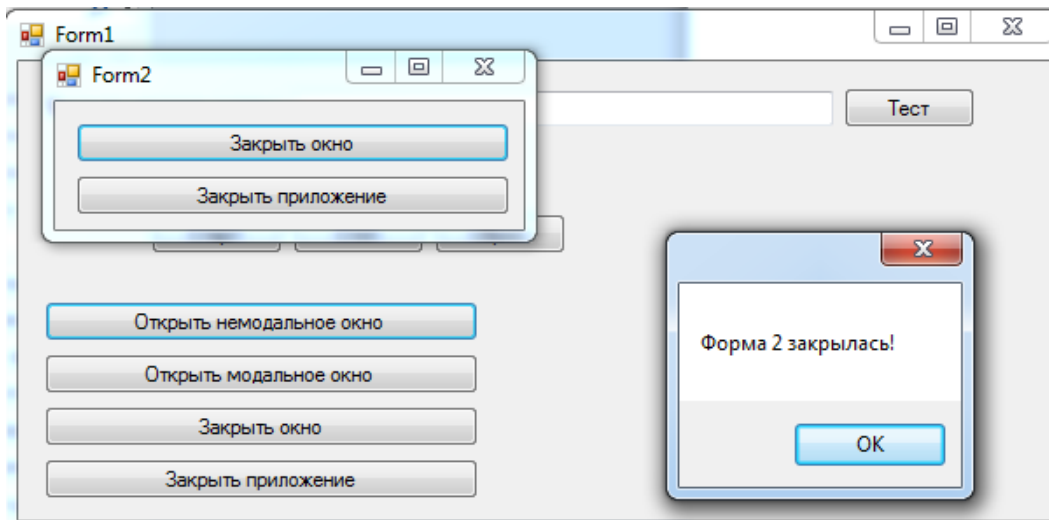 Form1
Form2
Тест
Закрыть окно
Закрыть приложение
Форма 2 закрылась!
OK
Открыть немодальное окно
Открыть модальное окно
Закрыть окно
Закрыть приложение